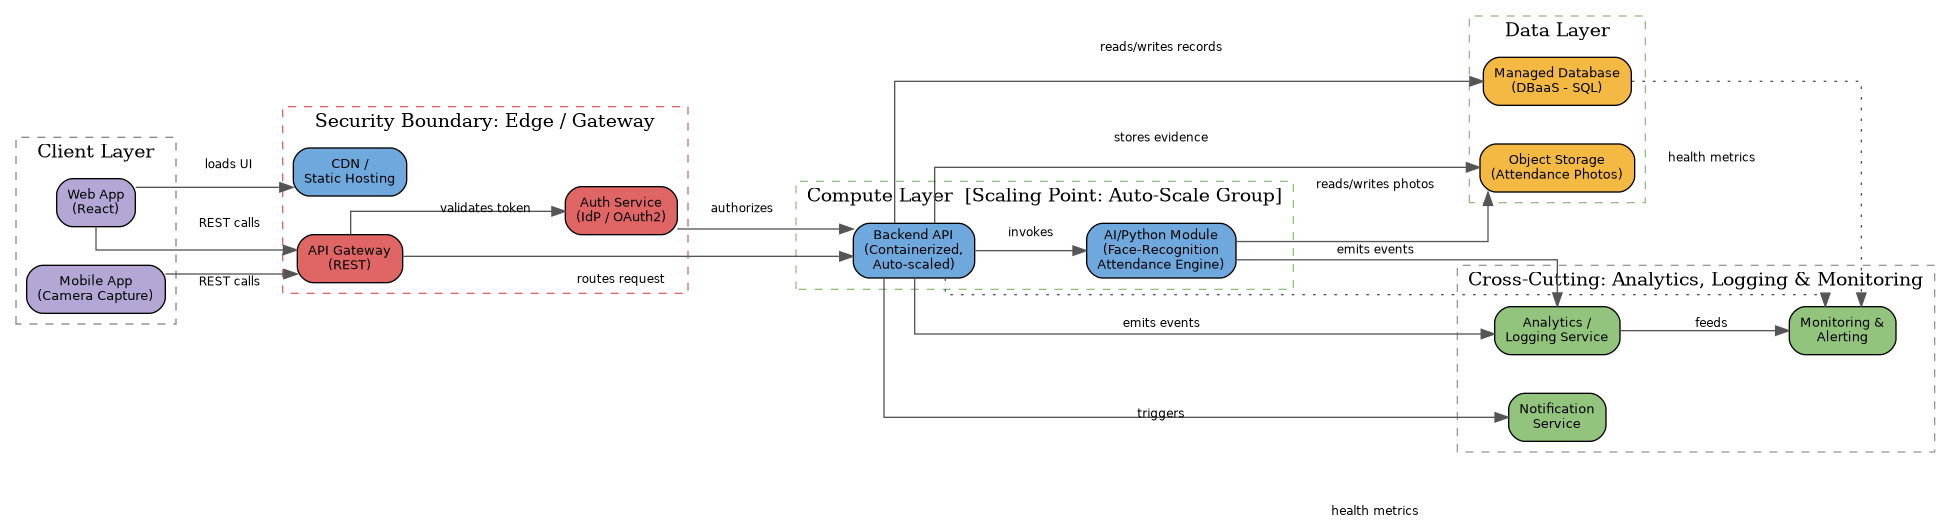 Client Layer
Web App
(React)
Mobile App
(Camera Capture)
loads UI
REST calls
REST calls
Security Boundary: Edge / Gateway
CDN /
Static Hosting
API Gateway
(REST)
validates token
Auth Service
(IdP / OAuth2)
routes request
authorizes
Compute Layer  [Scaling Point: Auto-Scale Group]
Backend API
(Containerized,
Auto-scaled)
invokes
AI/Python Module
(Face-Recognition
Attendance Engine)
reads/writes records
stores evidence
reads/writes photos
emits events
emits events
triggers
Data Layer
Managed Database
(DBaaS - SQL)
Object Storage
(Attendance Photos)
health metrics
Cross-Cutting: Analytics, Logging & Monitoring
Analytics /
Logging Service
feeds
Monitoring &
Alerting
Notification
Service
health metrics